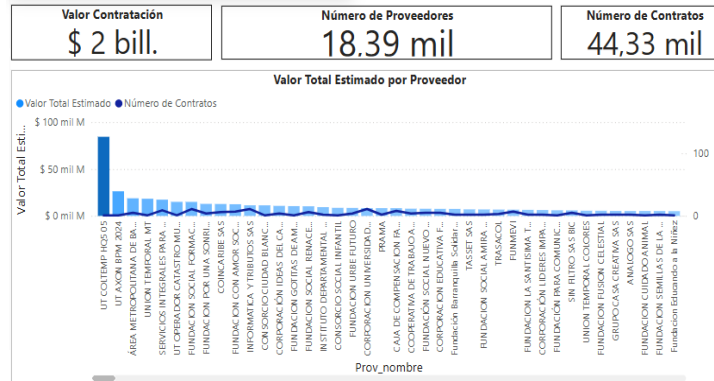 Valor Contratación
$ 2 bill.
Número de Proveedores
18.39 mil
Número de Contratos
44,33 mil
Valor Total Estimado por Proveedor
Valor Total Estimado
Número de Contratos
Valor Total Esti...
$ 100 mil M
$ 50 mil M
$ 0 mil M
100
0
UT COLTEMP HOS 05
UT AXON BPM 2024
ÁREA METROPOLITANA DE BA...
UNION TEMPORAL MT
SERVICIOS INTEGRALES PARA ...
UT OPERADOR CATASTRO MU...
FUNDACION SOCIAL FORMAC...
FUNDACION POR UNA SONRI...
COINCARIBE SAS
FUNDACION CON AMOR SOC...
INFORMATICA Y TRIBUTOS SAS
CONSORCIO CIUDAD BLANC...
CORPORACIÓN IDEAS DEL CA...
FUNDACION GOTITAS DE AM...
FUNDACION SOCIAL RENACE...
INSTITUTO DEPARTAMENTAL ...
CONSORCIO SOCIAL INFANTIL
FUNDACION URBE FUTURO
CORPORACION UNIVERSIDAD...
PRAMA
CAJA DE COMPENSACION FA...
COOPERATIVA DE TRABAJO A...
FUNDACIÓN SOCIAL NUEVO ...
CORPORACION EDUCATIVA F...
Fundación Barranquilla Solidar...
TASSET SAS
FUNDACION SOCIAL AMIRA ...
TRASACOL
FUNMEVI
FUNDACION LA SANTISIMA T...
CORPORACIÓN LIDERES IMPA...
FUNDACIÓN PARA COMUNIC...
SIN FILTRO SAS BIC
UNION TEMPORAL COLORES
FUNDACION FUSION CELESTIAL
GRUPO CASA CREATIVA SAS
ANALOGO SAS
FUNDACION CUIDADO ANIMAL
FUNDACION SEMILLAS DE LA ...
Fundacion Educando a la Niñez
Prov_nombre